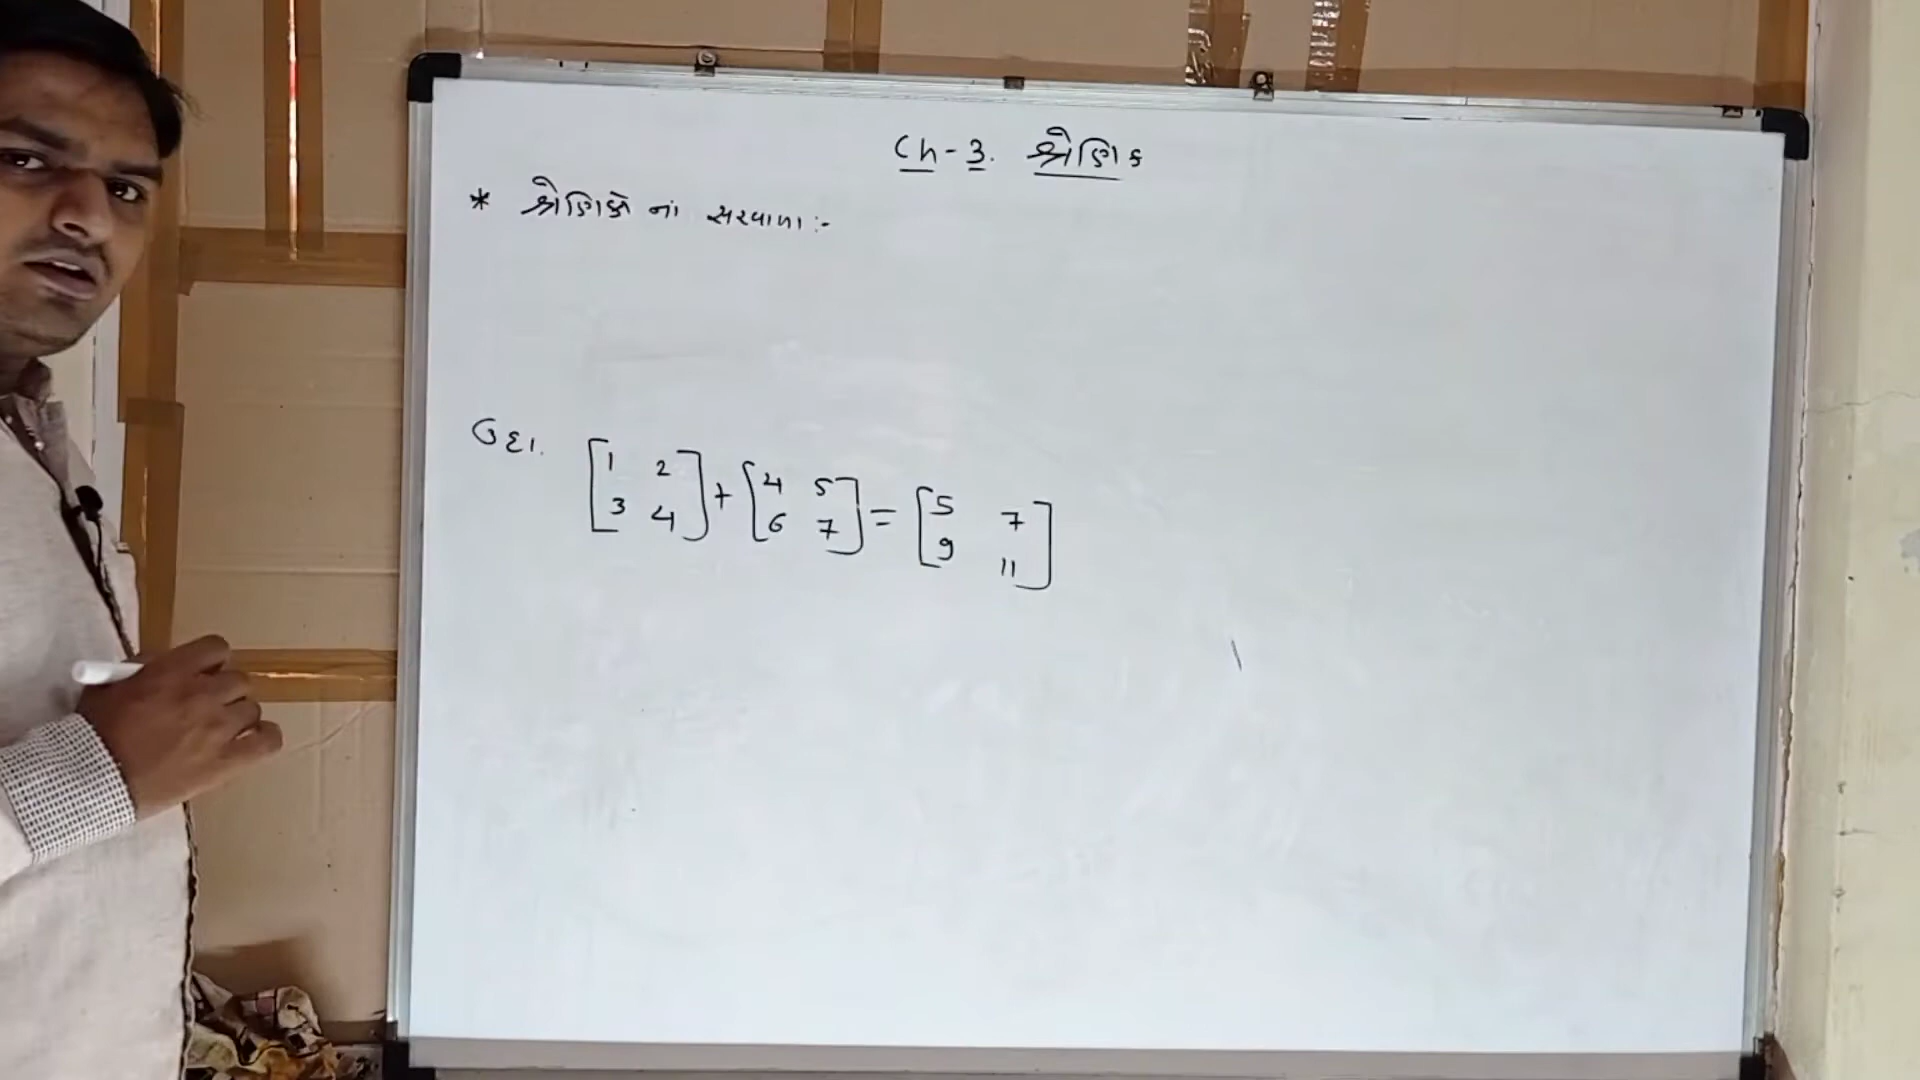 Ch-3. શ્રેણિક
* શ્રેણિકો નાં સરવાળા :-
ઉદા. [1 2 3 4] + [4 5 6 7] = [5 7 9 11]